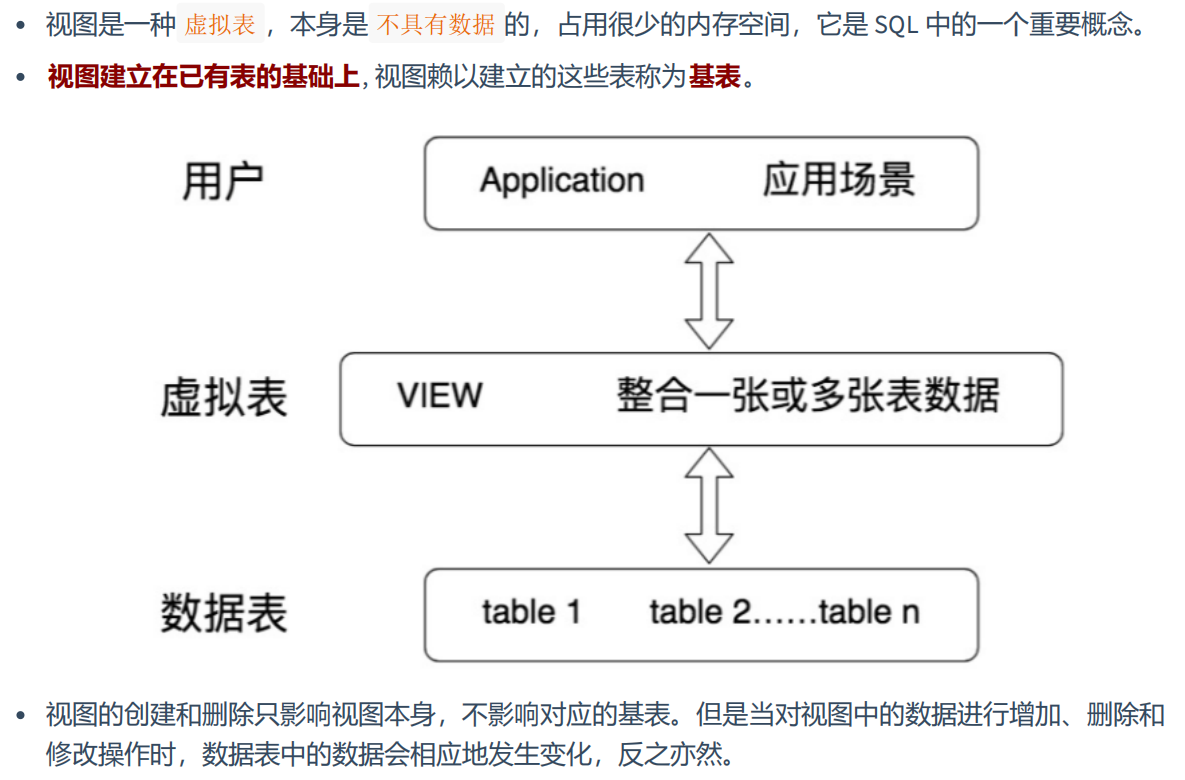 视图是一种 虚拟表 ，本身是 不具有数据 的，占用很少的内存空间，它是 SQL 中的一个重要概念。
视图建立在已有表的基础上, 视图赖以建立的这些表称为基表。
用户 Application 应用场景
虚拟表 VIEW 整合一张或多张表数据
数据表 table 1 table 2……table n
视图的创建和删除只影响视图本身，不影响对应的基表。但是当对视图中的数据进行增加、删除和
修改操作时，数据表中的数据会相应地发生变化，反之亦然。